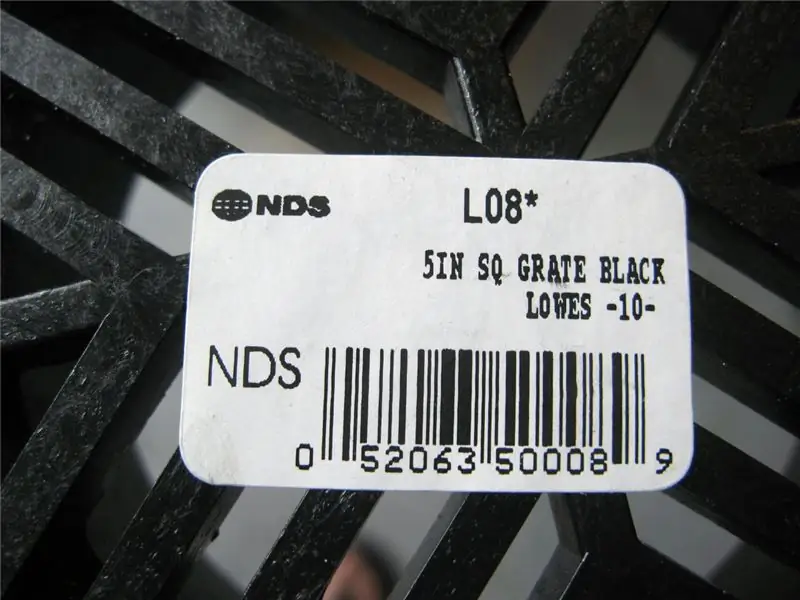 NDS L08*
5IN SQ GRATE BLACK
LOWES -10-
NDS
0 52063 50008 9